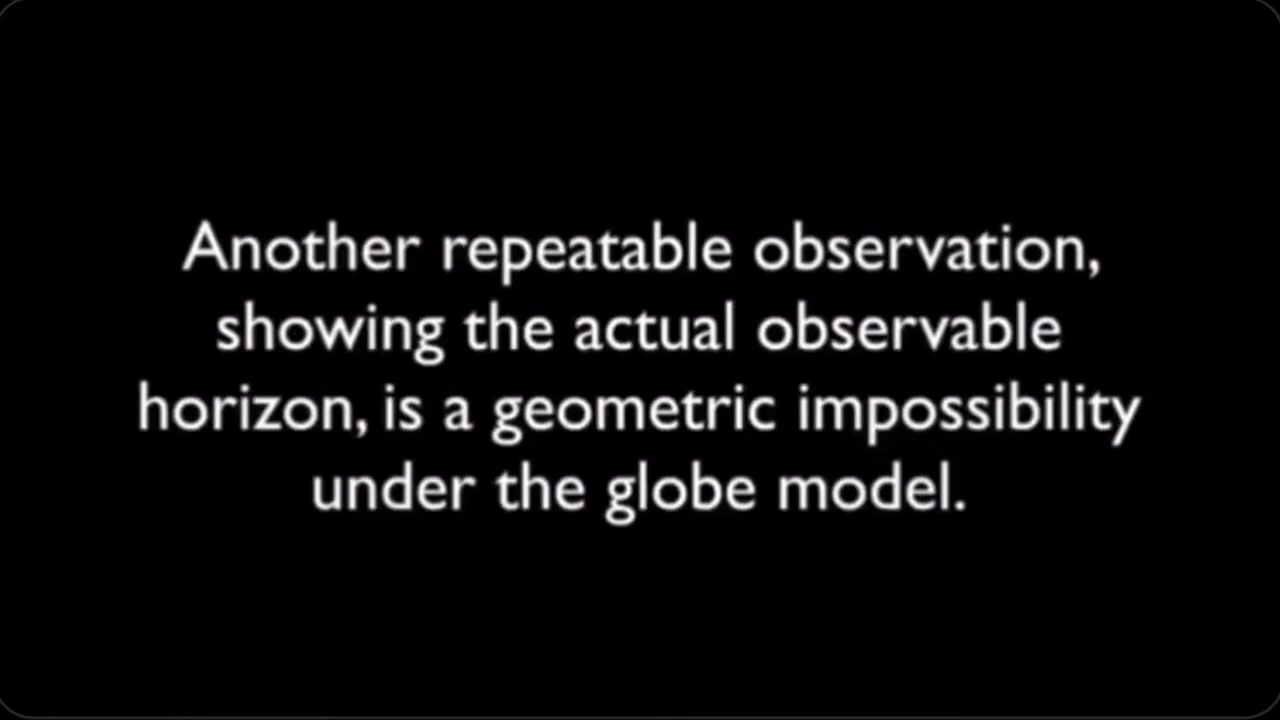 Another repeatable observation,
showing the actual observable
horizon, is a geometric impossibility
under the globe model.